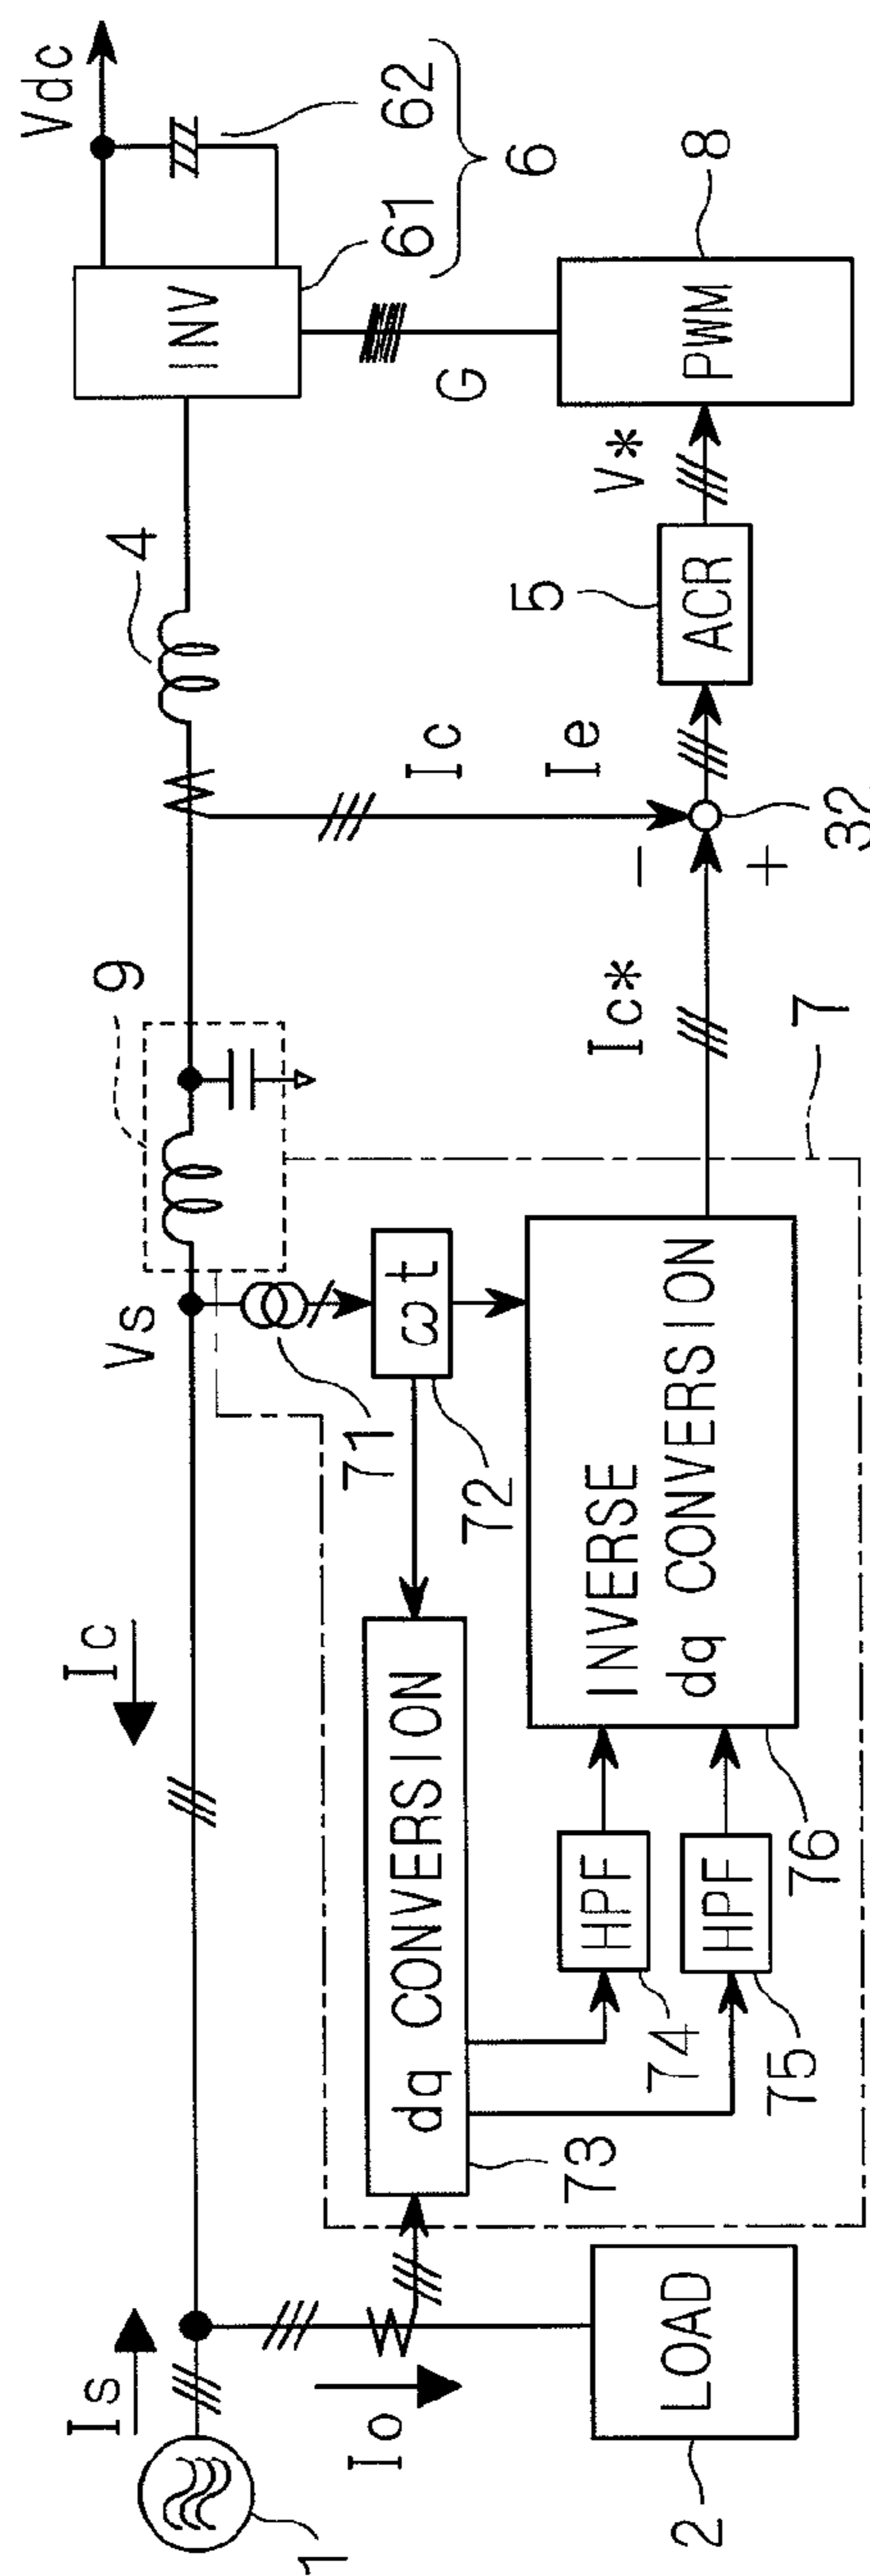 Is
Ic
Vs
9
4
Vdc
1
Io
71
ωt
72
INV
61
62
6
dq CONVERSION
73
Ic
G
HPF
74
INVERSE
dq CONVERSION
Ic*
Ie
5
V*
HPF
75
76
−
+
ACR
PWM
8
LOAD
2
7
32